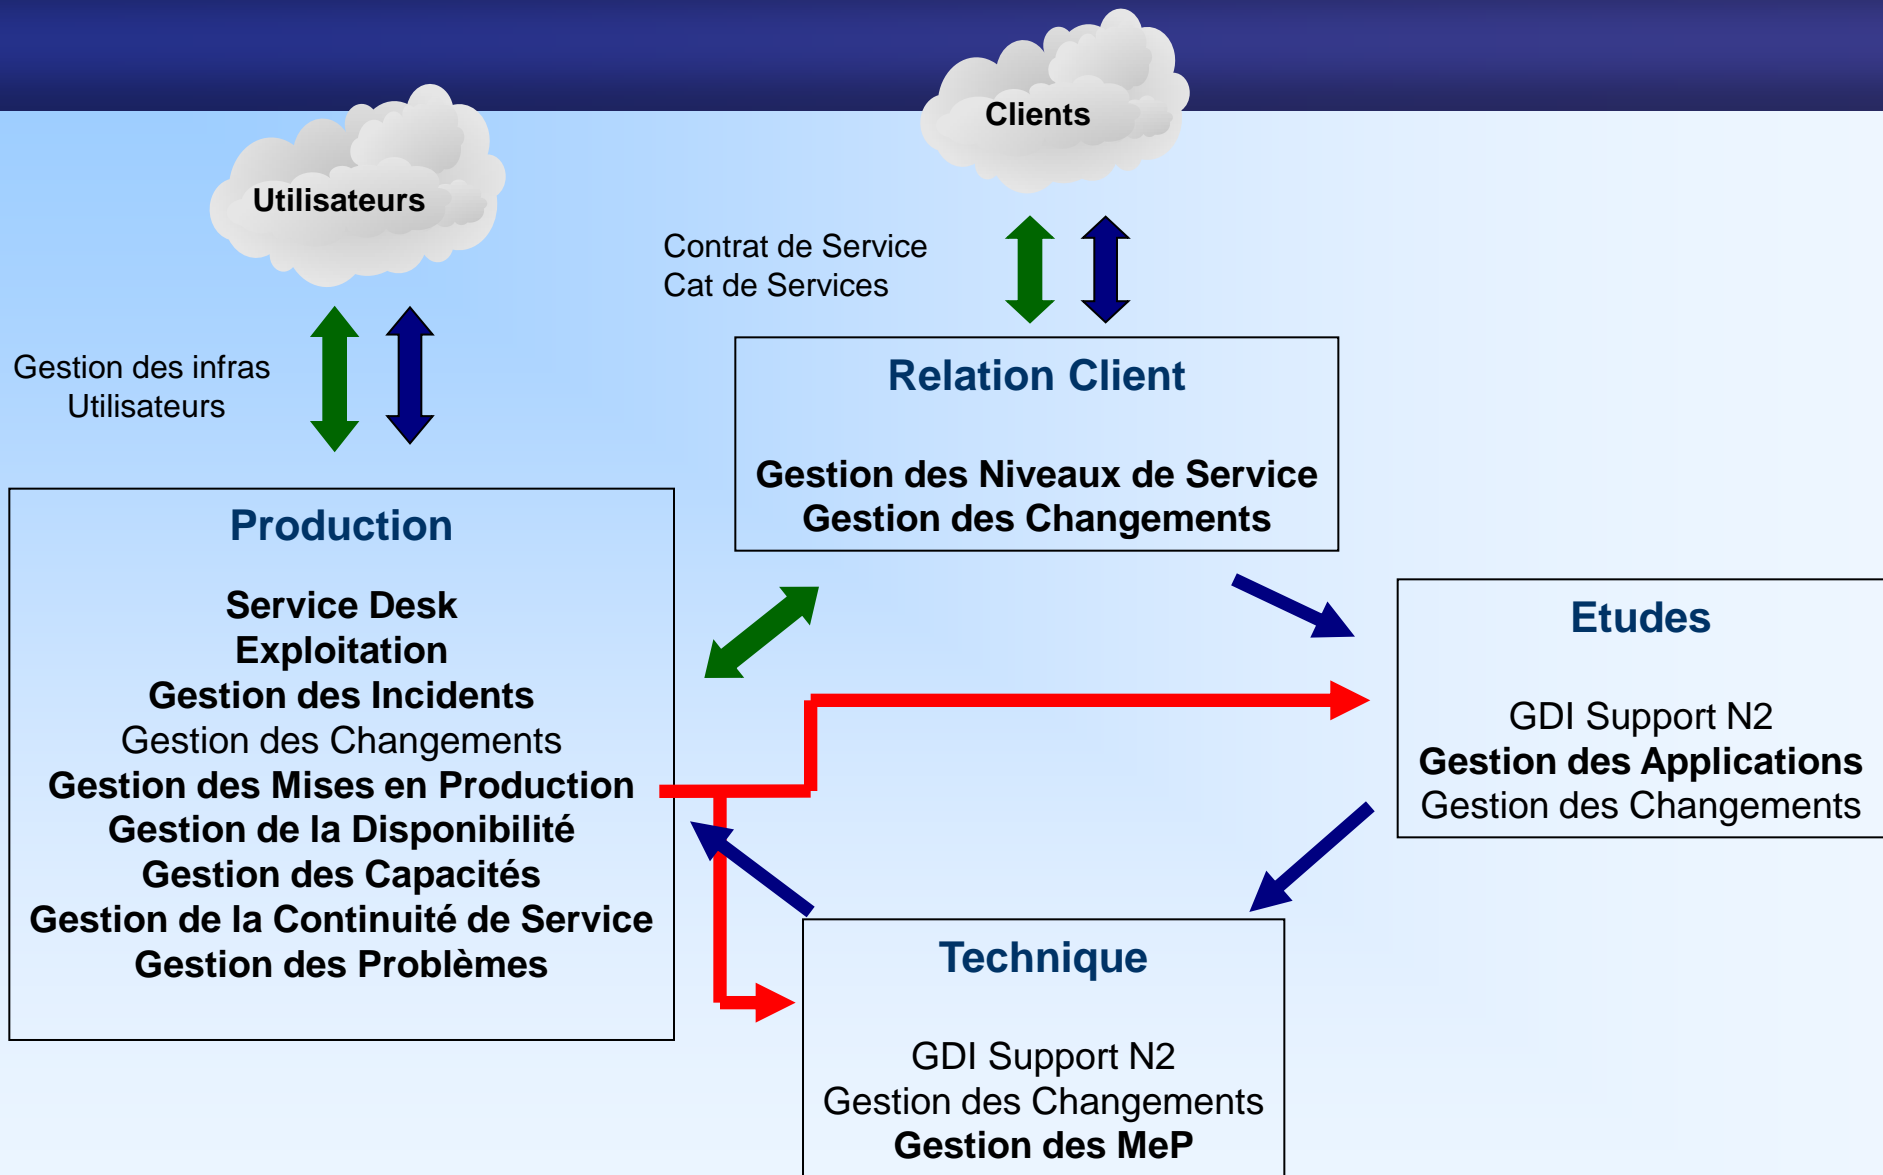 Clients
Utilisateurs
Contrat de Service
Cat de Services
Gestion des infras
Utilisateurs
Relation Client
Gestion des Niveaux de Service
Gestion des Changements
Production
Service Desk
Exploitation
Gestion des Incidents
Gestion des Changements
Gestion des Mises en Production
Gestion de la Disponibilité
Gestion des Capacités
Gestion de la Continuité de Service
Gestion des Problèmes
Etudes
GDI Support N2
Gestion des Applications
Gestion des Changements
Technique
GDI Support N2
Gestion des Changements
Gestion des MeP